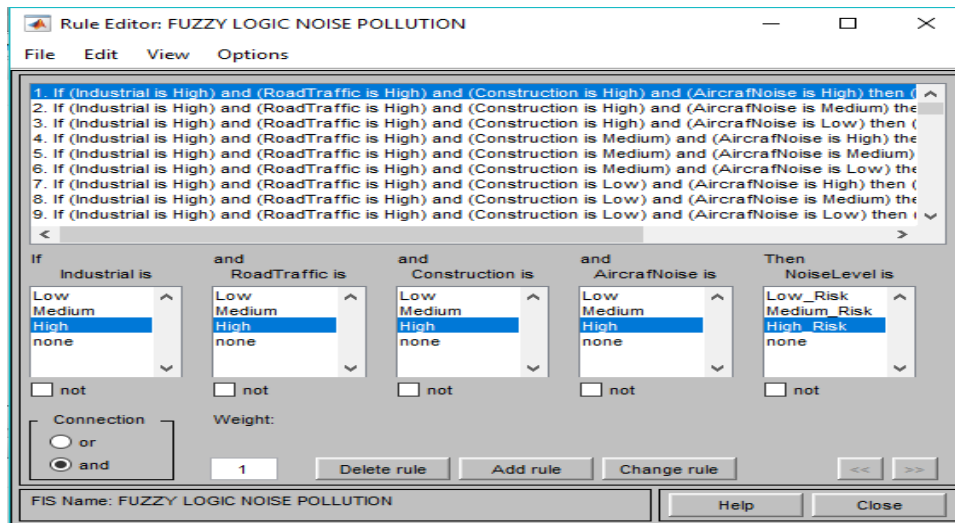 Rule Editor: FUZZY LOGIC NOISE POLLUTION
File Edit View Options
1. If (Industrial is High) and (RoadTraffic is High) and (Construction is High) and (AircrafNoise is High) then (
2. If (Industrial is High) and (RoadTraffic is High) and (Construction is High) and (AircrafNoise is Medium) the
3. If (Industrial is High) and (RoadTraffic is High) and (Construction is High) and (AircrafNoise is Low) then (
4. If (Industrial is High) and (RoadTraffic is High) and (Construction is Medium) and (AircrafNoise is High) the
5. If (Industrial is High) and (RoadTraffic is High) and (Construction is Medium) and (AircrafNoise is Medium)
6. If (Industrial is High) and (RoadTraffic is High) and (Construction is Medium) and (AircrafNoise is Low) the
7. If (Industrial is High) and (RoadTraffic is High) and (Construction is Low) and (AircrafNoise is High) then (
8. If (Industrial is High) and (RoadTraffic is High) and (Construction is Low) and (AircrafNoise is Medium) the
9. If (Industrial is High) and (RoadTraffic is High) and (Construction is Low) and (AircrafNoise is Low) then (
If and and and Then
Industrial is RoadTraffic is Construction is AircrafNoise is NoiseLevel is
Low Low Low Low Low_Risk
Medium Medium Medium Medium Medium_Risk
High High High High High_Risk
none none none none none
not not not not not
Connection Weight:
or
and 1 Delete rule Add rule Change rule << >>
FIS Name: FUZZY LOGIC NOISE POLLUTION Help Close